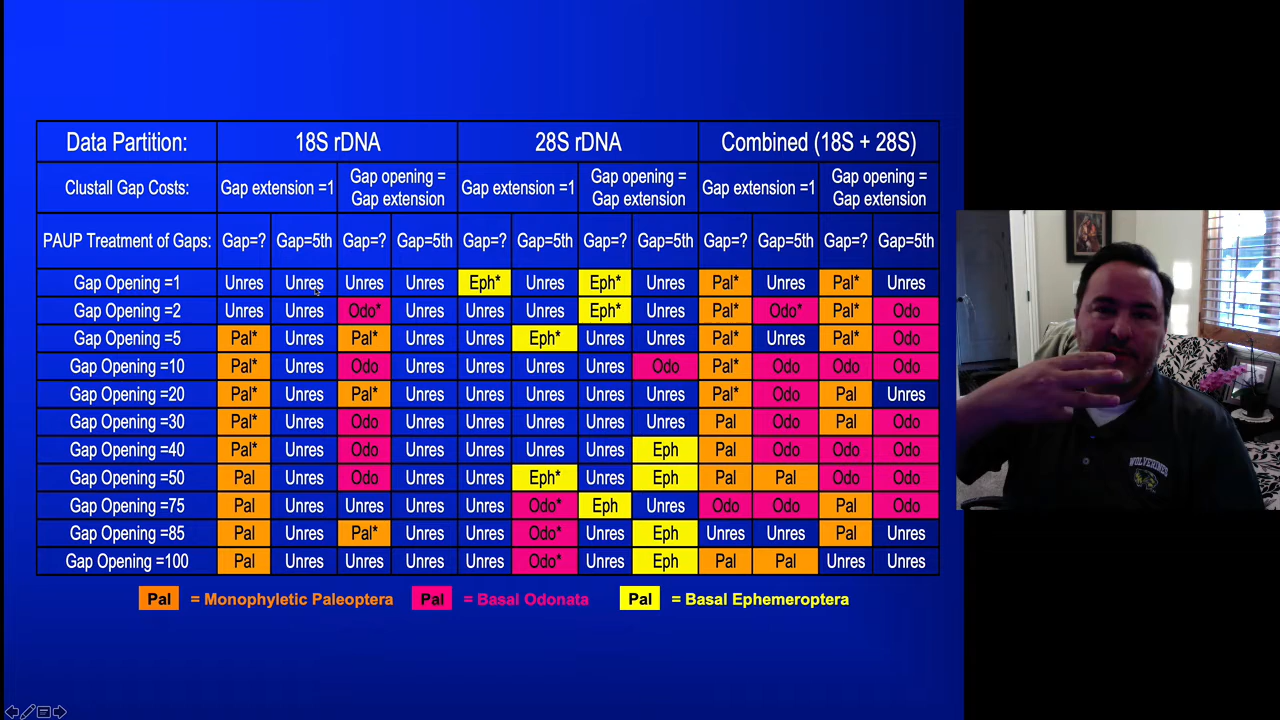 Data Partition: 18S rDNA 28S rDNA Combined (18S + 28S)
Clustall Gap Costs: Gap extension =1 Gap opening = Gap extension Gap extension =1 Gap opening = Gap extension Gap extension =1 Gap opening = Gap extension
PAUP Treatment of Gaps: Gap=? Gap=5th Gap=? Gap=5th Gap=? Gap=5th Gap=? Gap=5th Gap=? Gap=5th Gap=? Gap=5th
Gap Opening =1 Unres Unres Unres Unres Eph* Unres Eph* Unres Pal* Unres Pal* Unres
Gap Opening =2 Unres Unres Odo* Unres Unres Unres Eph* Unres Pal* Odo* Pal* Odo
Gap Opening =5 Pal* Unres Pal* Unres Unres Eph* Unres Unres Pal* Unres Pal* Odo
Gap Opening =10 Pal* Unres Odo Unres Unres Unres Unres Odo Pal* Odo Odo Odo
Gap Opening =20 Pal* Unres Pal* Unres Unres Unres Unres Unres Pal* Odo Pal Unres
Gap Opening =30 Pal* Unres Odo Unres Unres Unres Unres Unres Pal Odo Pal Odo
Gap Opening =40 Pal* Unres Odo Unres Unres Unres Unres Eph Pal Odo Odo Odo
Gap Opening =50 Pal Unres Odo Unres Unres Eph* Unres Eph Pal Pal Odo Odo
Gap Opening =75 Pal Unres Unres Unres Unres Odo* Eph Unres Odo Odo Pal Odo
Gap Opening =85 Pal Unres Pal* Unres Unres Odo* Unres Eph Unres Unres Pal Unres
Gap Opening =100 Pal Unres Unres Unres Unres Odo* Unres Eph Pal Pal Unres Unres
Pal = Monophyletic Paleoptera Pal = Basal Odonata Pal = Basal Ephemeroptera
WOLVERINES